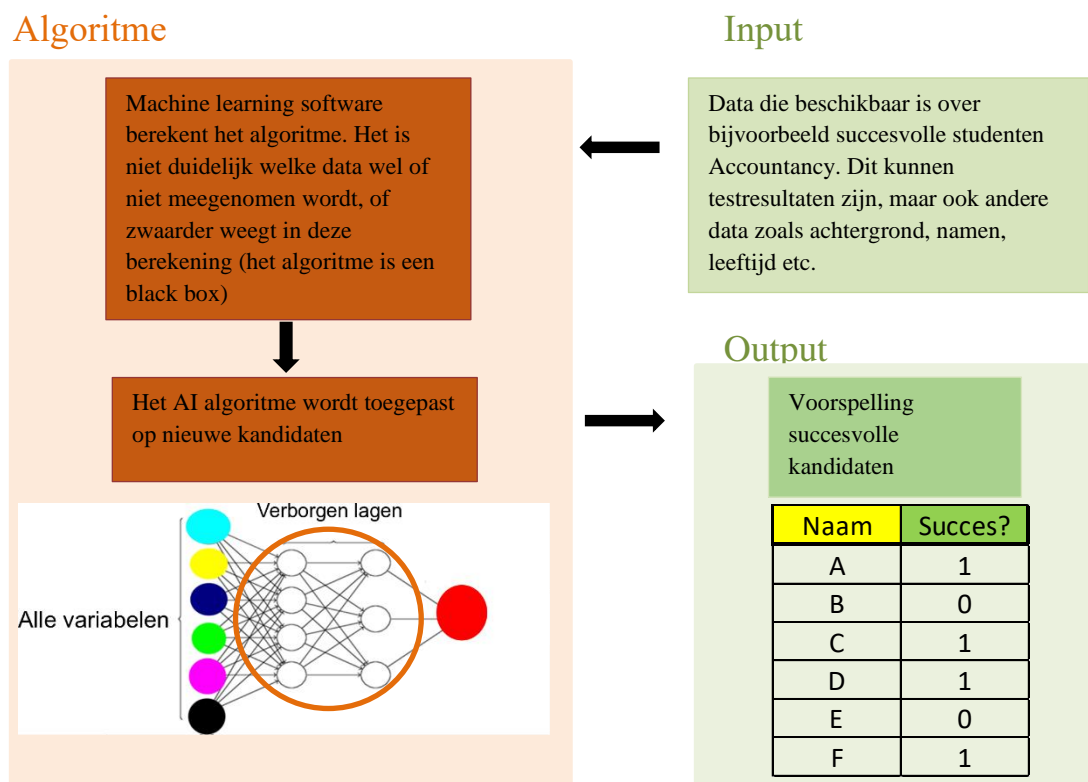 Algoritme
Machine learning software
berekent het algoritme. Het is
niet duidelijk welke data wel of
niet meegenomen wordt, of
zwaarder weegt in deze
berekening (het algoritme is een
black box)
Het AI algoritme wordt toegepast
op nieuwe kandidaten
Verborgen lagen
Alle variabelen
Input
Data die beschikbaar is over
bijvoorbeeld succesvolle studenten
Accountancy. Dit kunnen
testresultaten zijn, maar ook andere
data zoals achtergrond, namen,
leeftijd etc.
Output
Voorspelling
succesvolle
kandidaten
Naam Succes?
A 1
B 0
C 1
D 1
E 0
F 1